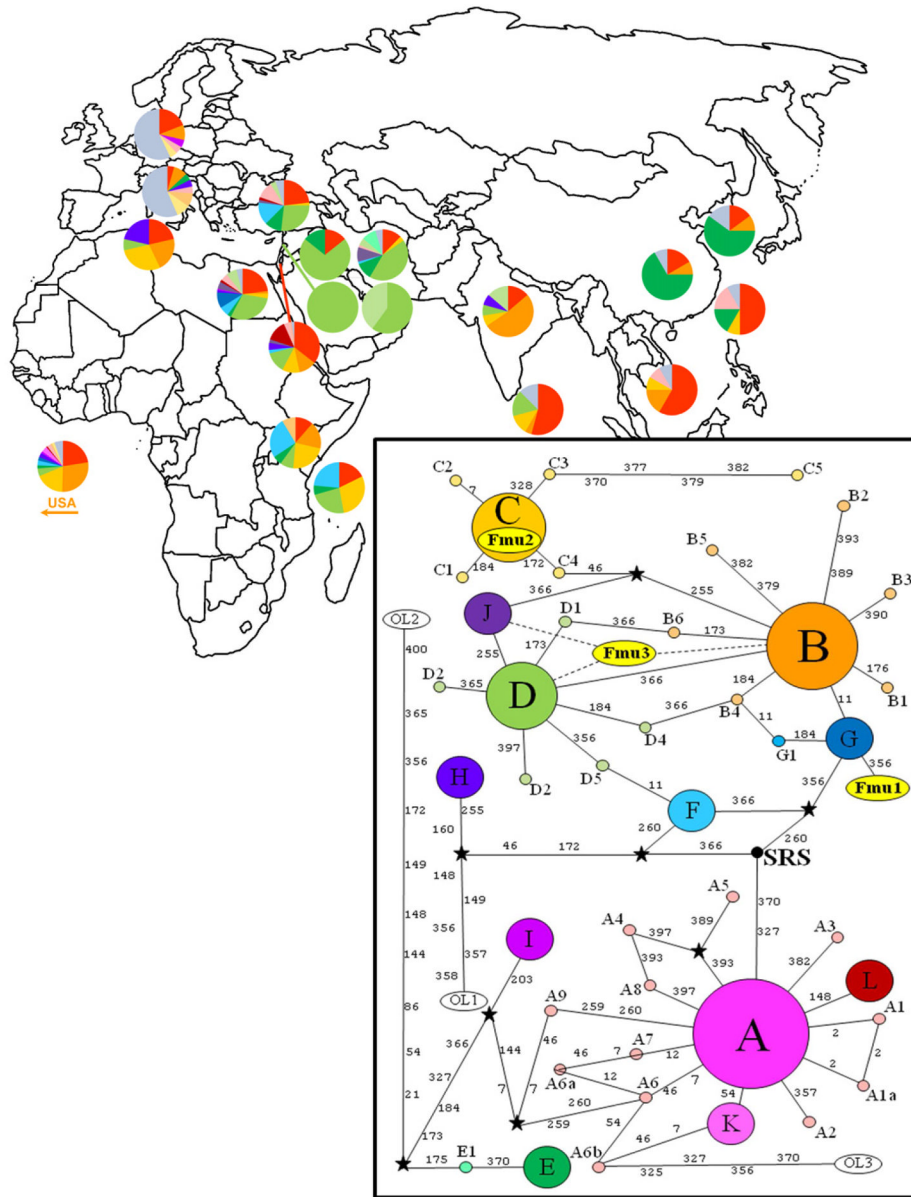 USA
C2 C3 377 382 C5
7 328 370 379
C
Fmu2
B2
B5 393
C1 184 172 C4 46
382
366 255 379 389 B3
390
J D1
OL2 366 B6
173
400 173 Fmu3
B
255
D2 365 D 366 176
365 184 B1
184 366 B4 11
D4 11
356 397 356 184 G
G1
D5 356
H D2 11 356 Fmu1
255 F 366
172
160 260 260
46 172 366 SRS
149 148
149 370
148 356 A5
357 I A4 397 389 327 A3
144
358 393 393 382
OL1 203 A8 L
86 A9 259 397 148
260 A1
366 46 A7 A 2
54 144 46 7 12
327 A6a 12 A6 2 2
21 7 7 46 7
184 260 357 A1a
259 54 54
173 46 7 K A2
E1 370 E A6b 327 370 OL3
175 325 356